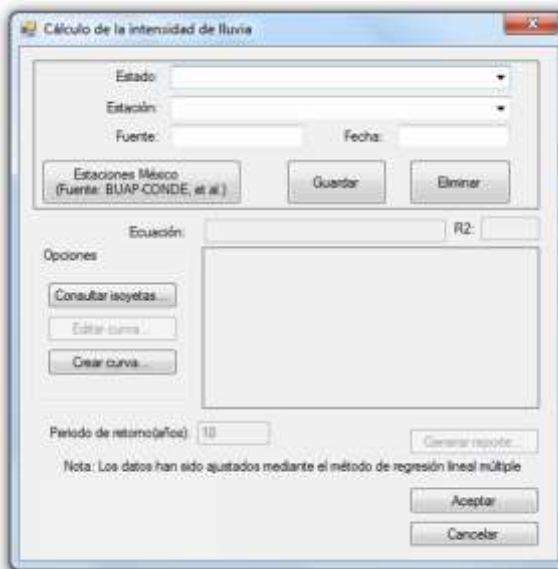 Cálculo de la intensidad de lluvia
Estado:
Estación:
Fuente: Fecha:
Estaciones México
(Fuente: BUAP-CONDE, et al.)
Guardar Eliminar
Ecuación: R2:
Opciones
Consultar isoyetas...
Editar curva...
Crear curva...
Periodo de retorno(años): 10
Generar reporte...
Nota: Los datos han sido ajustados mediante el método de regresión lineal múltiple
Aceptar
Cancelar